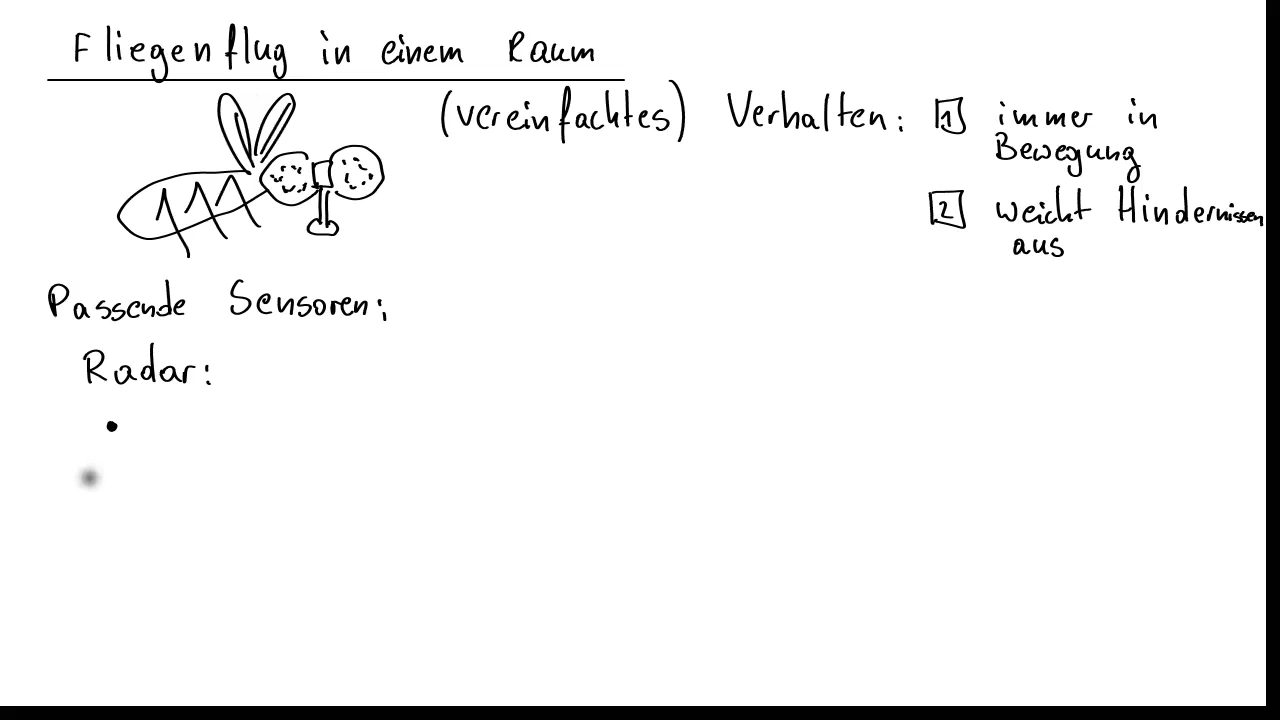 Fliegenflug in einem Raum
(vereinfachtes) Verhalten: 1 immer in
Bewegung
2 weicht Hindernissen
aus
Passende Sensoren:
Radar:
•